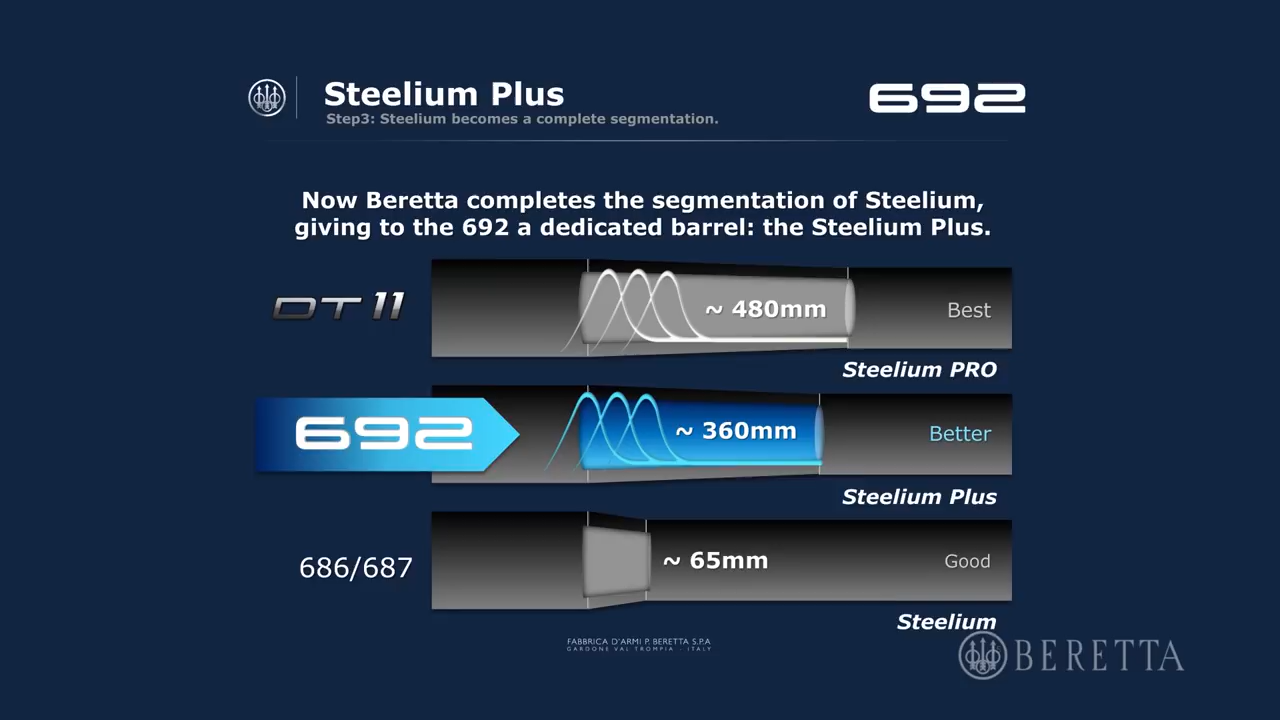 Steelium Plus
692
Step3: Steelium becomes a complete segmentation.
Now Beretta completes the segmentation of Steelium,
giving to the 692 a dedicated barrel: the Steelium Plus.
DT11
~ 480mm
Best
Steelium PRO
692
~ 360mm
Better
Steelium Plus
686/687
~ 65mm
Good
Steelium
FABBRICA D'ARMI P. BERETTA S.P.A
GARDONE VAL TROMPIA - ITALY
BERETTA